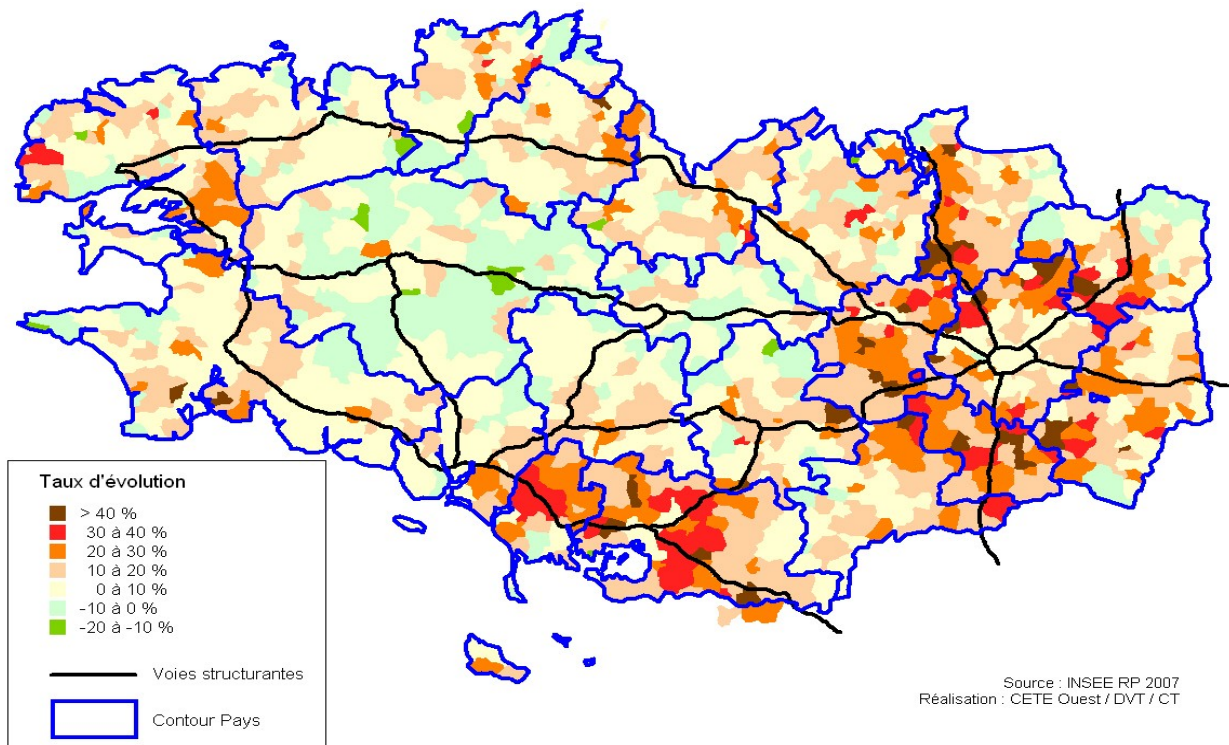 Taux d'évolution
> 40 %
30 à 40 %
20 à 30 %
10 à 20 %
0 à 10 %
-10 à 0 %
-20 à -10 %
Voies structurantes
Contour Pays
Source : INSEE RP 2007
Réalisation : CETE Ouest / DVT / CT